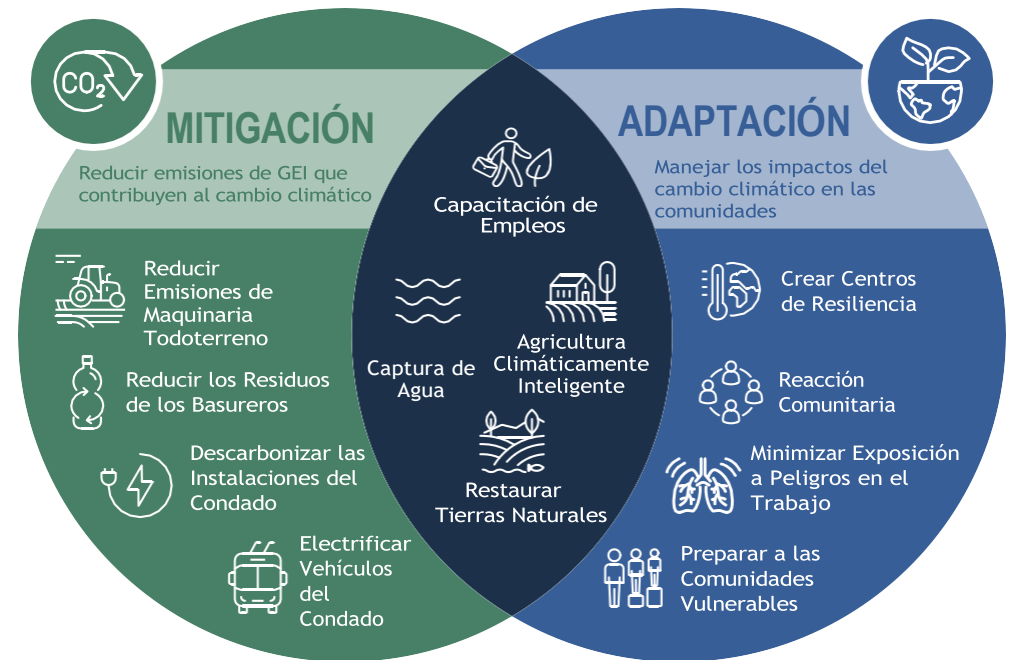 CO2
MITIGACIÓN
Reducir emisiones de GEI que
contribuyen al cambio climático
Reducir
Emisiones de
Maquinaria
Todoterreno
Reducir los Residuos
de los Basureros
Descarbonizar las
Instalaciones del
Condado
Electrificar
Vehículos
del
Condado
Capacitación de
Empleos
Captura de
Agua
Agricultura
Climáticamente
Inteligente
Restaurar
Tierras Naturales
ADAPTACIÓN
Manejar los impactos del
cambio climático en las
comunidades
Crear Centros
de Resiliencia
Reacción
Comunitaria
Minimizar Exposición
a Peligros en el
Trabajo
Preparar a las
Comunidades
Vulnerables